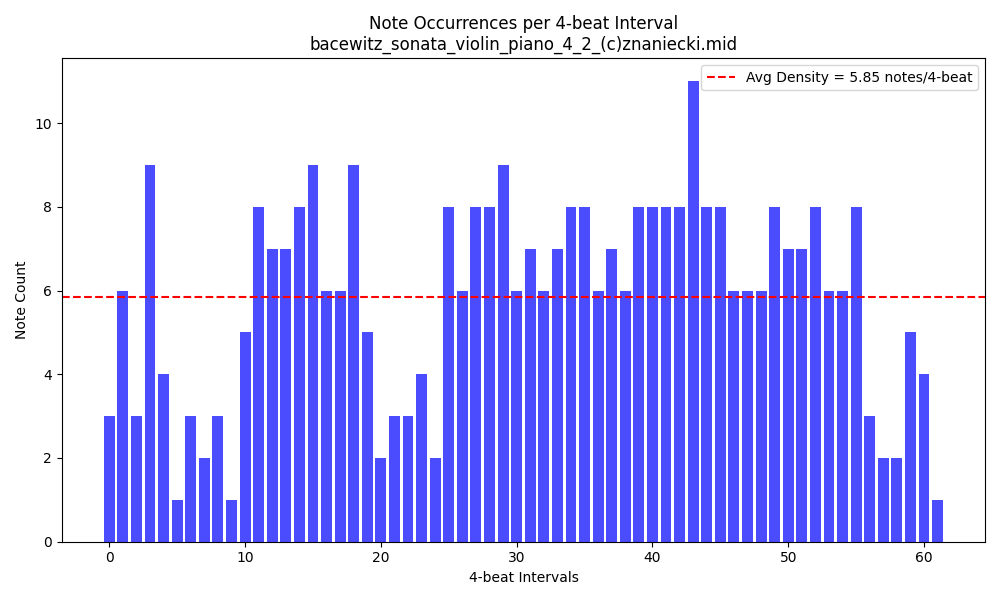 Note Occurrences per 4-beat Interval
bacewitz_sonata_violin_piano_4_2_(c)znaniecki.mid
Avg Density = 5.85 notes/4-beat
Note Count
10
8
6
4
2
0
0 10 20 30 40 50 60
4-beat Intervals